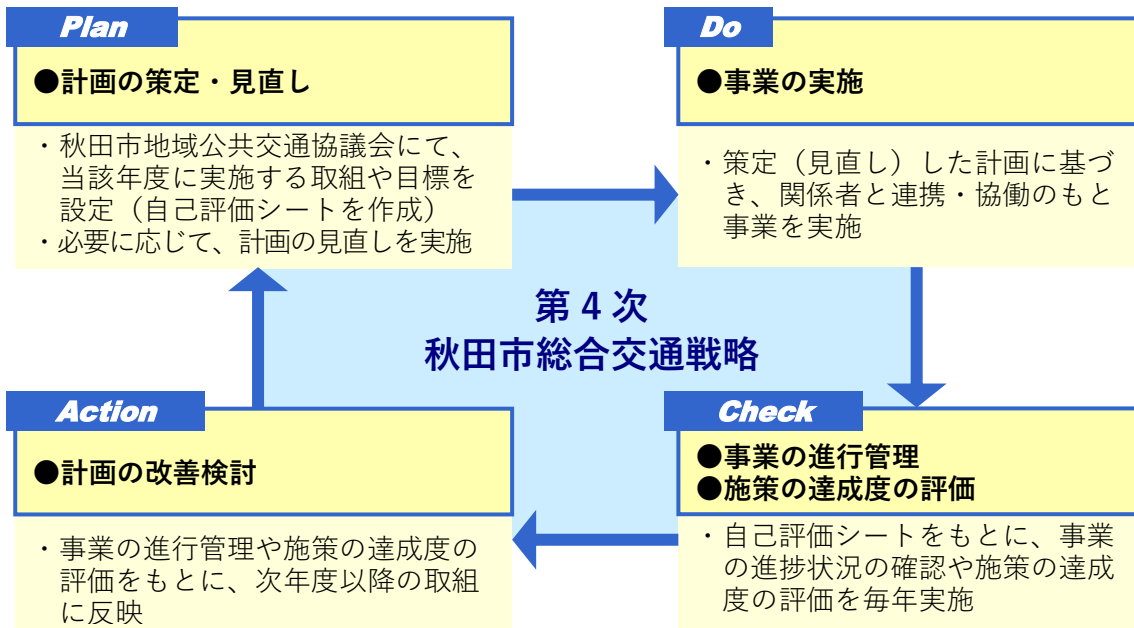 Plan
●計画の策定・見直し
・秋田市地域公共交通協議会にて、
当該年度に実施する取組や目標を
設定（自己評価シートを作成）
・必要に応じて、計画の見直しを実施
Do
●事業の実施
・策定（見直し）した計画に基づ
き、関係者と連携・協働のもと
事業を実施
第4次
秋田市総合交通戦略
Action
●計画の改善検討
・事業の進行管理や施策の達成度の
評価をもとに、次年度以降の取組
に反映
Check
●事業の進行管理
●施策の達成度の評価
・自己評価シートをもとに、事業
の進捗状況の確認や施策の達成
度の評価を毎年実施